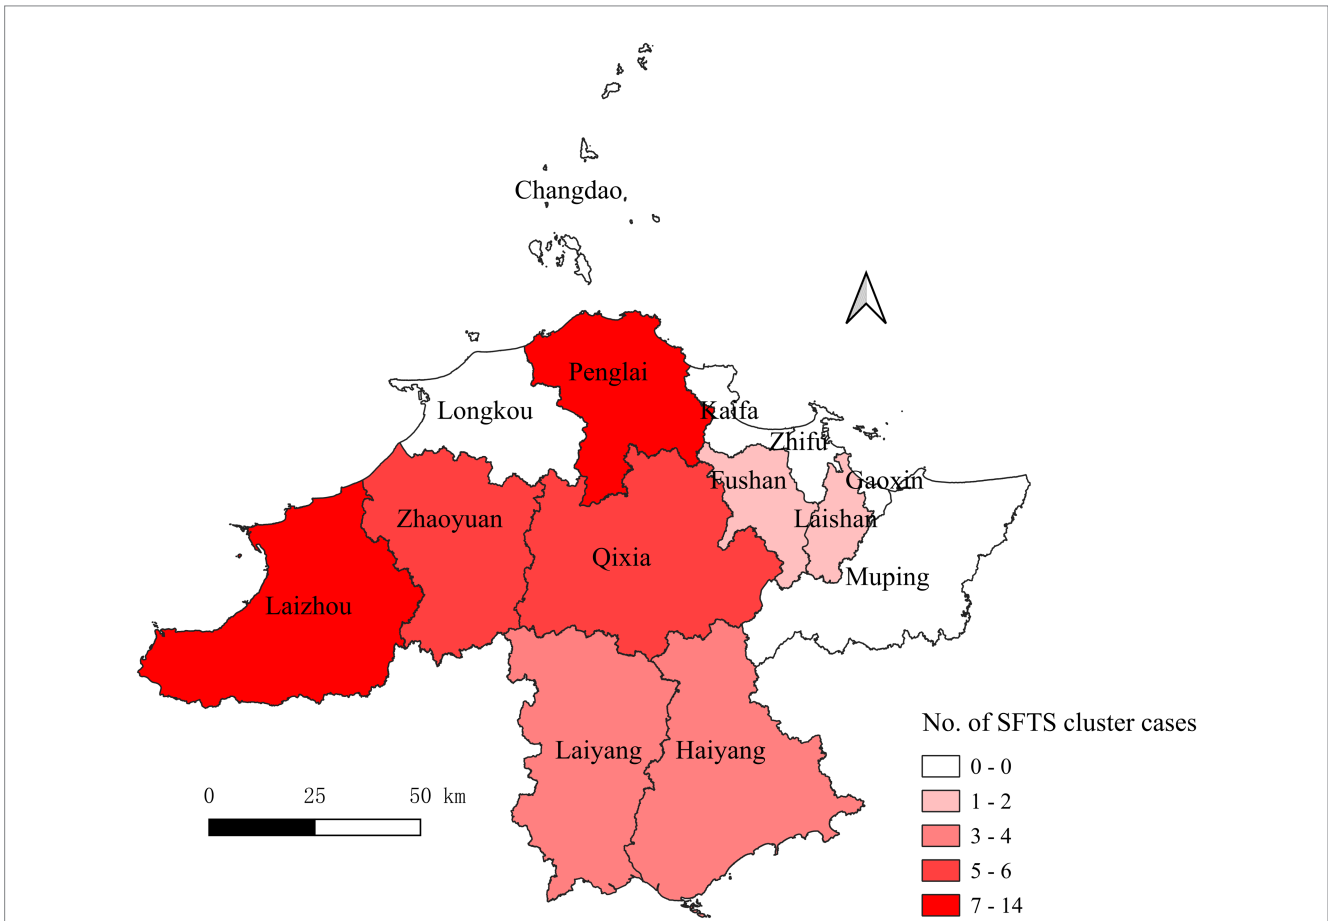 Changdao
Penglai
Longkou
Kaifa
Zhifu
Fushan
Gaoxin
Zhaoyuan
Laishan
Qixia
Muping
Laizhou
Laiyang
Haiyang
No. of SFTS cluster cases
0 - 0
1 - 2
3 - 4
5 - 6
7 - 14
0 25 50 km